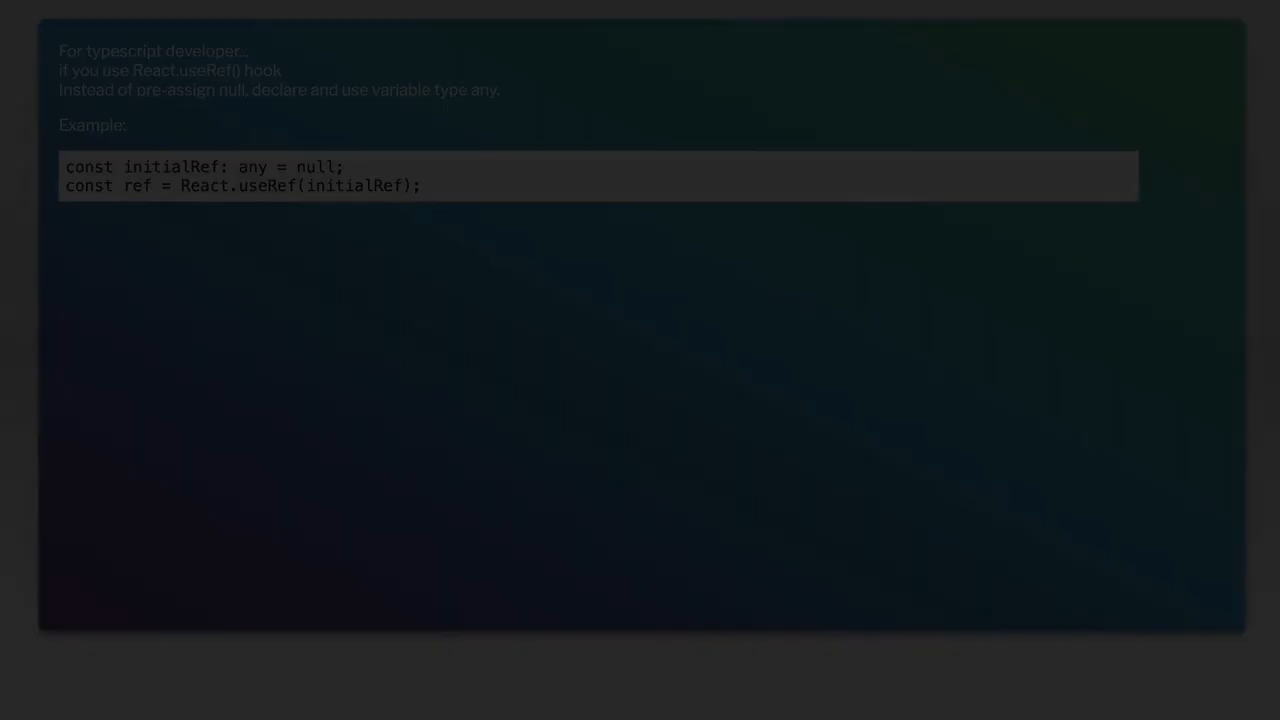 For typescript developer...
if you use React.useRef() hook
Instead of pre-assign null, declare and use variable type any.
Example:
const initialRef: any = null;
const ref = React.useRef(initialRef);